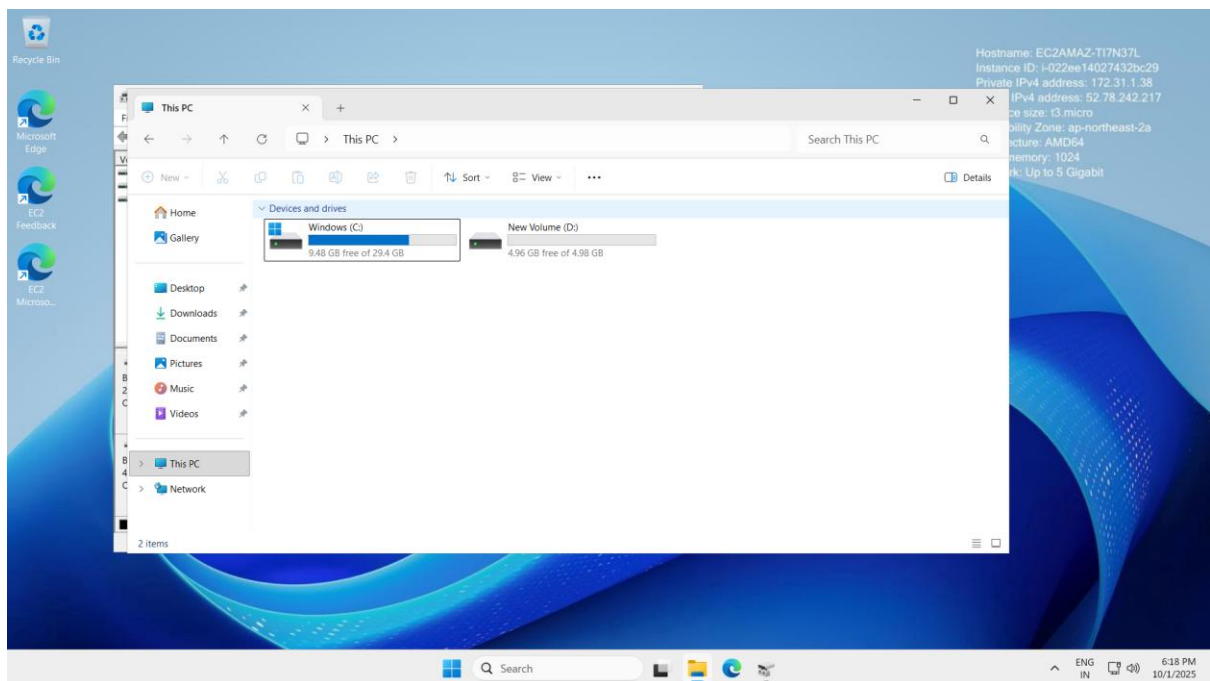 Recycle Bin
Microsoft
Edge
EC2
Feedback
EC2
Microso...
Hostname: EC2AMAZ-TI7N37L
Instance ID: i-022ee14027432bc29
Private IPv4 address: 172.31.1.38
IPv4 address: 52.78.242.217
size: t3.micro
Zone: ap-northeast-2a
AMD64
1024
Up to 5 Gigabit
This PC
This PC
Search This PC
New
Sort
View
Details
Home
Gallery
Desktop
Downloads
Documents
Pictures
Music
Videos
This PC
Network
Devices and drives
Windows (C:)
9.48 GB free of 29.4 GB
New Volume (D:)
4.96 GB free of 4.98 GB
2 items
Search
ENG
IN
6:18 PM
10/1/2025